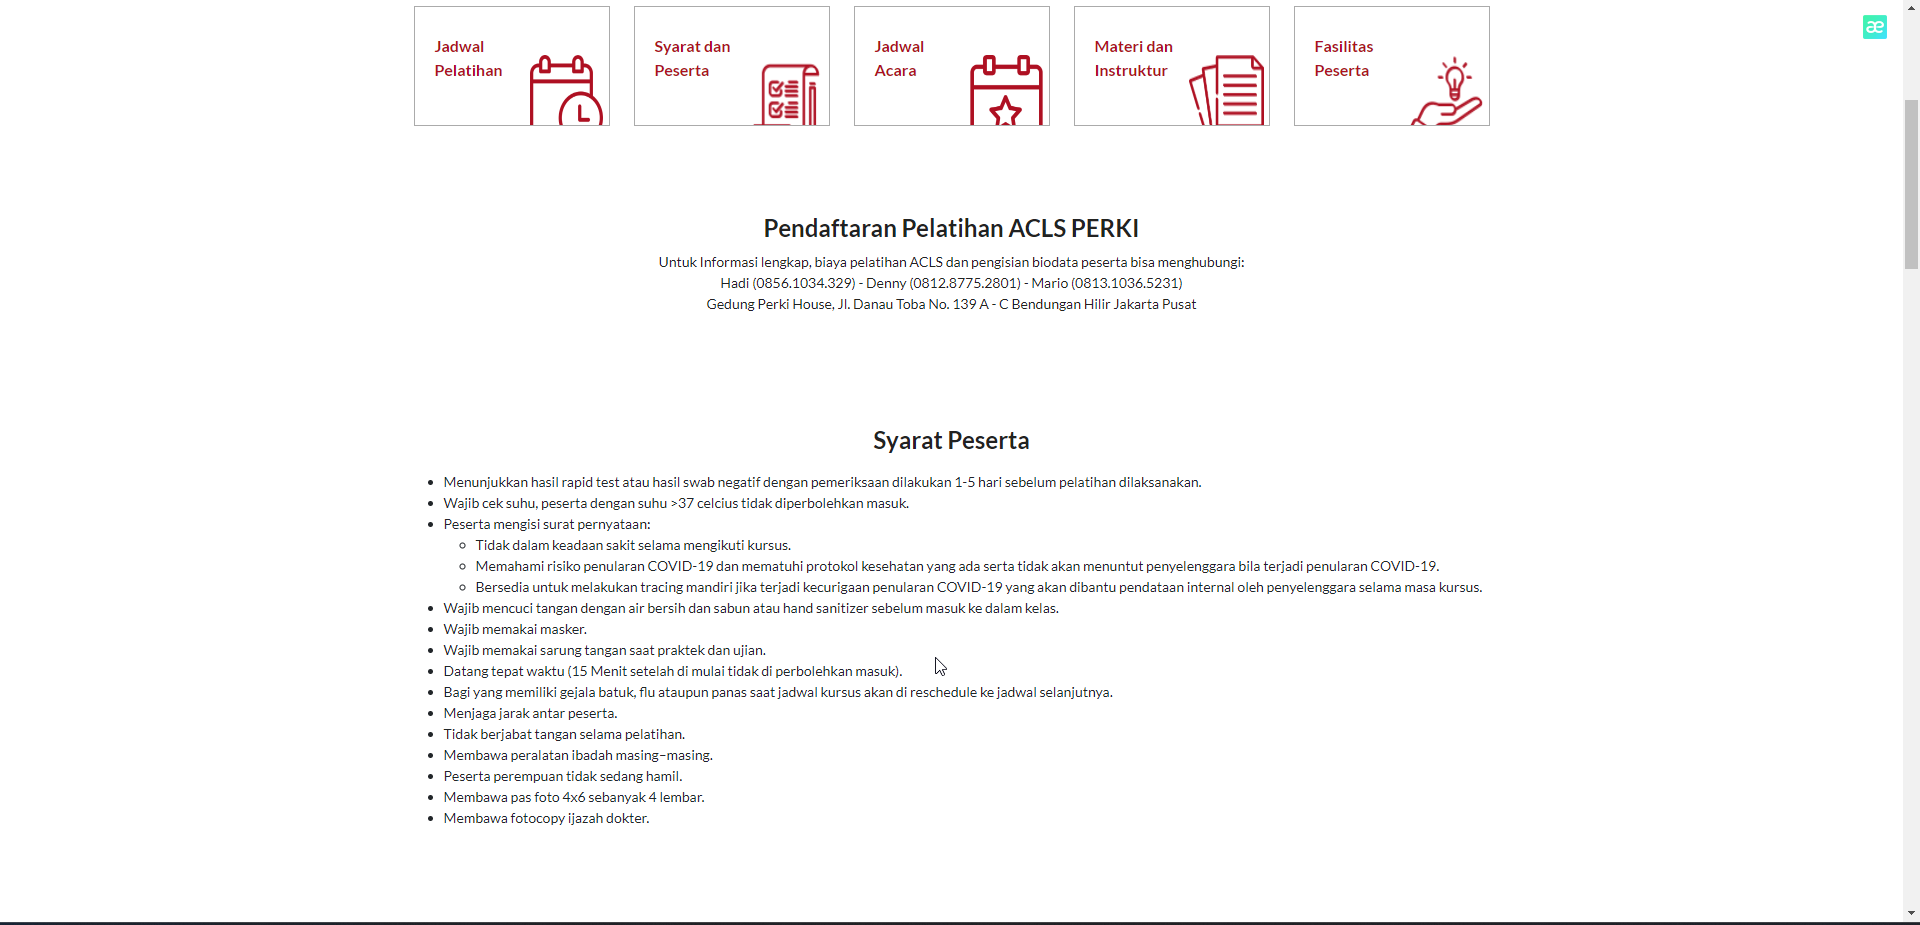 Jadwal
Pelatihan
Syarat dan
Peserta
Jadwal
Acara
Materi dan
Instruktur
Fasilitas
Peserta
æ
Pendaftaran Pelatihan ACLS PERKI
Untuk Informasi lengkap, biaya pelatihan ACLS dan pengisian biodata peserta bisa menghubungi:
Hadi (0856.1034.329) - Denny (0812.8775.2801) - Mario (0813.1036.5231)
Gedung Perki House, Jl. Danau Toba No. 139 A - C Bendungan Hilir Jakarta Pusat
Syarat Peserta
• Menunjukkan hasil rapid test atau hasil swab negatif dengan pemeriksaan dilakukan 1-5 hari sebelum pelatihan dilaksanakan.
• Wajib cek suhu, peserta dengan suhu >37 celcius tidak diperbolehkan masuk.
• Peserta mengisi surat pernyataan:
◦ Tidak dalam keadaan sakit selama mengikuti kursus.
◦ Memahami risiko penularan COVID-19 dan mematuhi protokol kesehatan yang ada serta tidak akan menuntut penyelenggara bila terjadi penularan COVID-19.
◦ Bersedia untuk melakukan tracing mandiri jika terjadi kecurigaan penularan COVID-19 yang akan dibantu pendataan internal oleh penyelenggara selama masa kursus.
• Wajib mencuci tangan dengan air bersih dan sabun atau hand sanitizer sebelum masuk ke dalam kelas.
• Wajib memakai masker.
• Wajib memakai sarung tangan saat praktek dan ujian.
• Datang tepat waktu (15 Menit setelah di mulai tidak di perbolehkan masuk).
• Bagi yang memiliki gejala batuk, flu ataupun panas saat jadwal kursus akan di reschedule ke jadwal selanjutnya.
• Menjaga jarak antar peserta.
• Tidak berjabat tangan selama pelatihan.
• Membawa peralatan ibadah masing–masing.
• Peserta perempuan tidak sedang hamil.
• Membawa pas foto 4x6 sebanyak 4 lembar.
• Membawa fotocopy ijazah dokter.